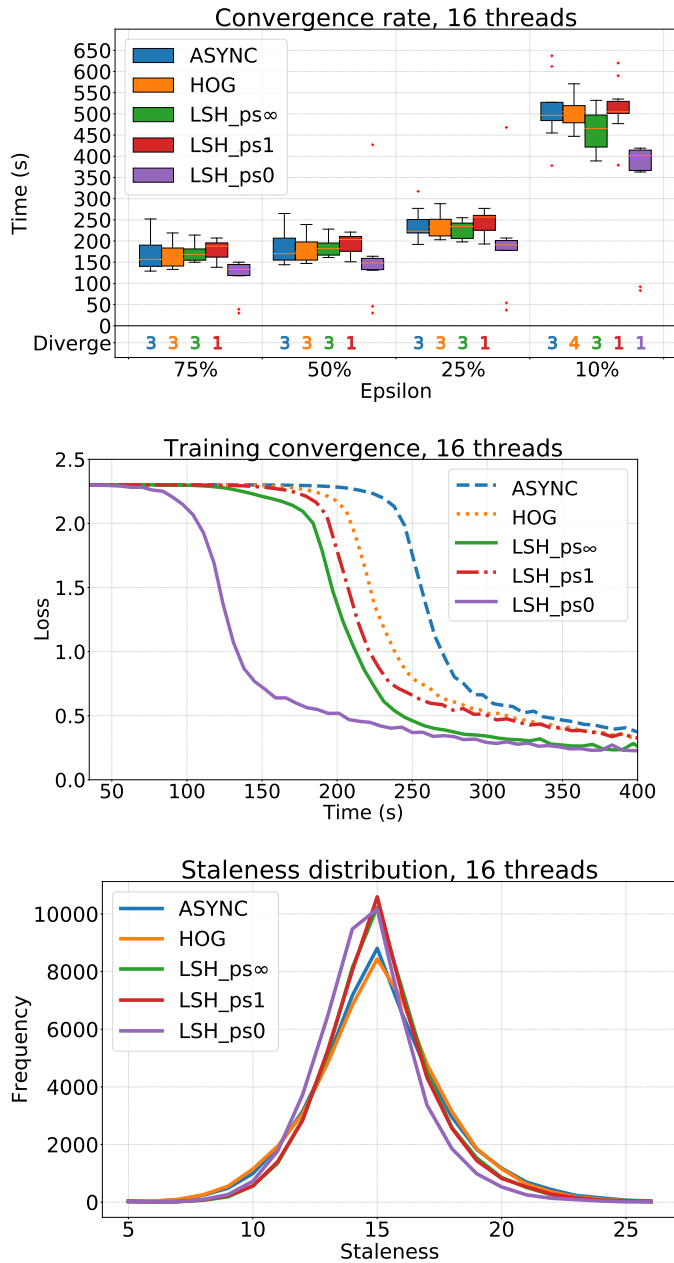 Convergence rate, 16 threads
ASYNC
HOG
LSH_ps∞
LSH_ps1
LSH_ps0
Time (s)
650
600
550
500
450
400
350
300
250
200
150
100
50
0
Diverge 3 3 3 1 3 3 3 1 3 3 3 1 3 4 3 1 1
75% 50% 25% 10%
Epsilon
Training convergence, 16 threads
ASYNC
HOG
LSH_ps∞
LSH_ps1
LSH_ps0
Loss
2.5
2.0
1.5
1.0
0.5
0.0
50 100 150 200 250 300 350 400
Time (s)
Staleness distribution, 16 threads
ASYNC
HOG
LSH_ps∞
LSH_ps1
LSH_ps0
Frequency
10000
8000
6000
4000
2000
0
5 10 15 20 25
Staleness